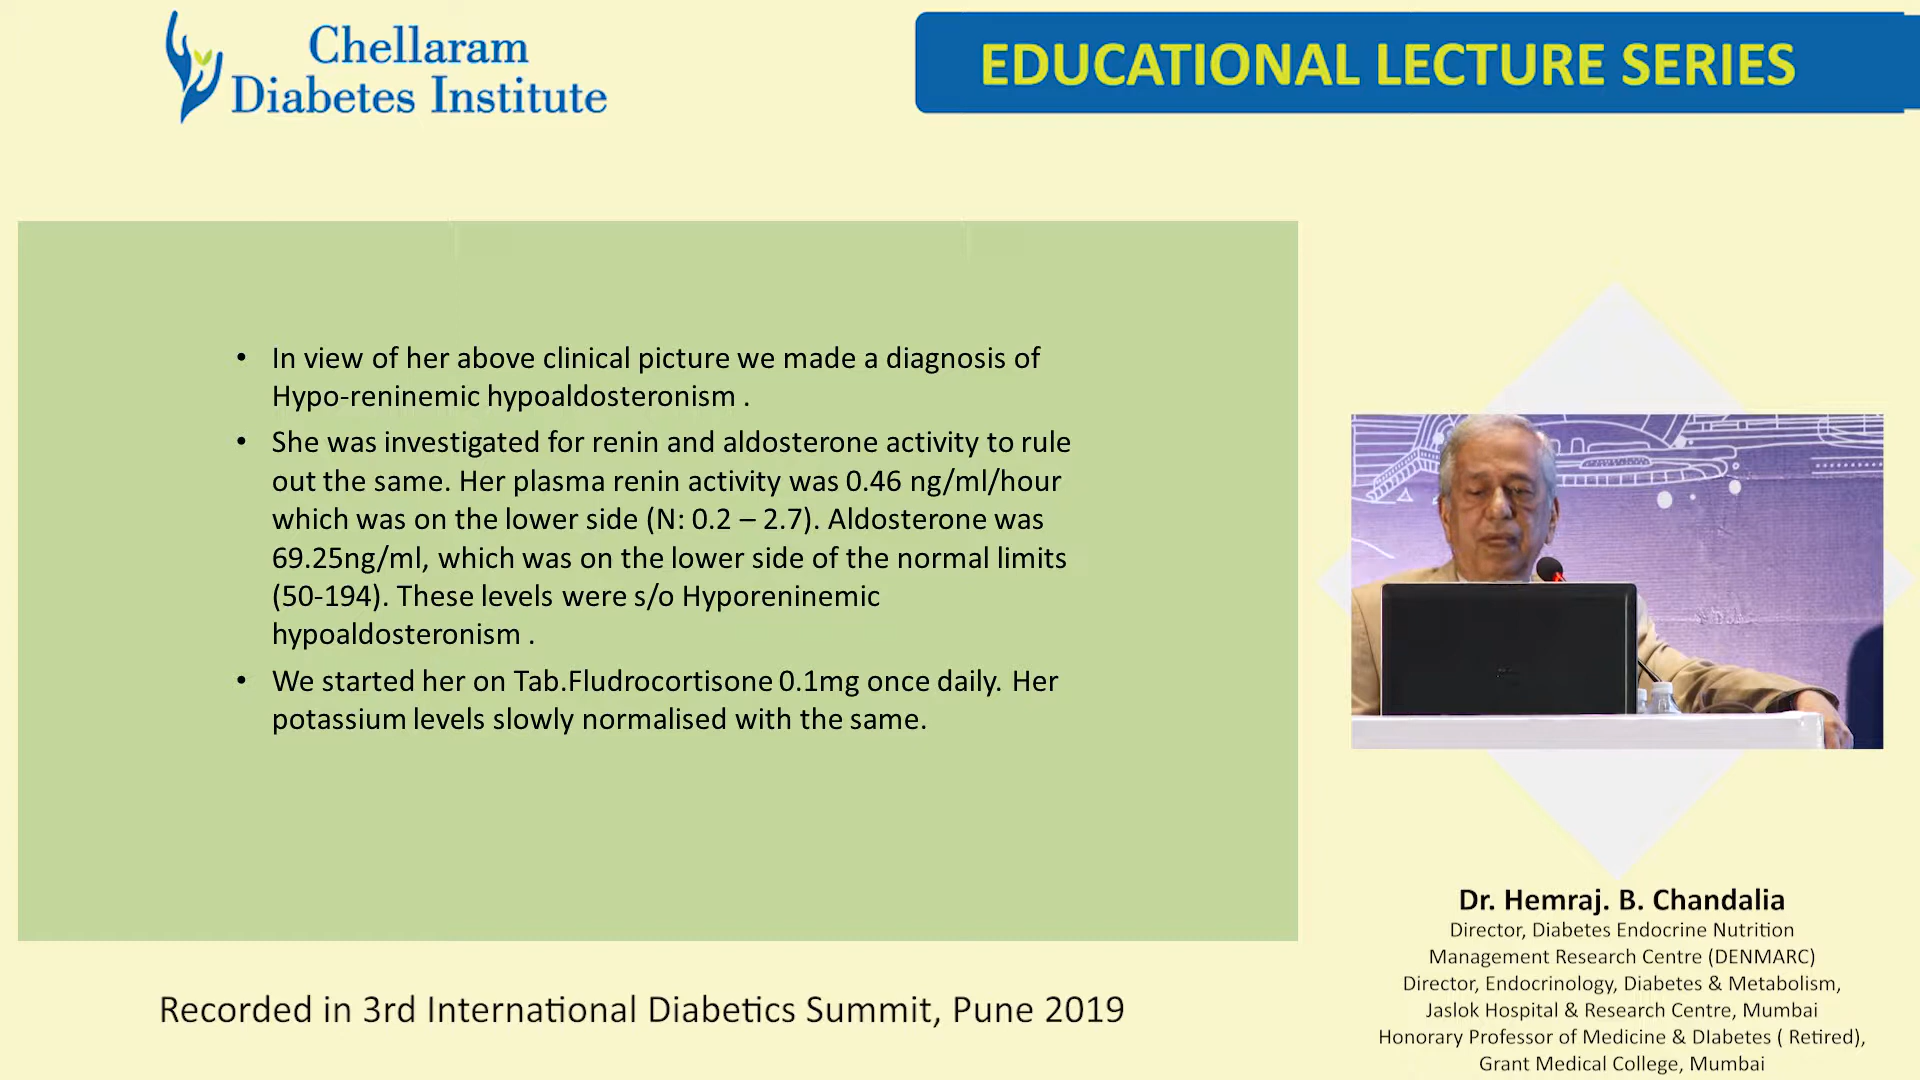 Chellaram
Diabetes Institute
EDUCATIONAL LECTURE SERIES
• In view of her above clinical picture we made a diagnosis of
Hypo-reninemic hypoaldosteronism .
• She was investigated for renin and aldosterone activity to rule
out the same. Her plasma renin activity was 0.46 ng/ml/hour
which was on the lower side (N: 0.2 – 2.7). Aldosterone was
69.25ng/ml, which was on the lower side of the normal limits
(50-194). These levels were s/o Hyporeninemic
hypoaldosteronism .
• We started her on Tab.Fludrocortisone 0.1mg once daily. Her
potassium levels slowly normalised with the same.
Recorded in 3rd International Diabetics Summit, Pune 2019
Dr. Hemraj. B. Chandalia
Director, Diabetes Endocrine Nutrition
Management Research Centre (DENMARC)
Director, Endocrinology, Diabetes & Metabolism,
Jaslok Hospital & Research Centre, Mumbai
Honorary Professor of Medicine & DIabetes ( Retired),
Grant Medical College, Mumbai